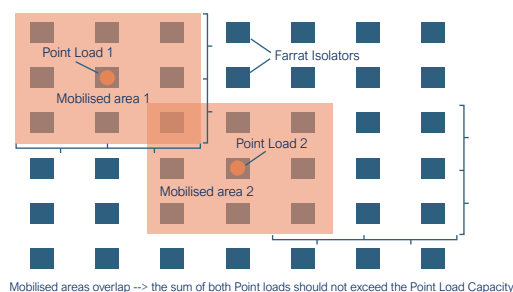 Point Load 1
Farrat Isolators
Mobilised area 1
Point Load 2
Mobilised area 2
Mobilised areas overlap --> the sum of both Point loads should not exceed the Point Load Capacity